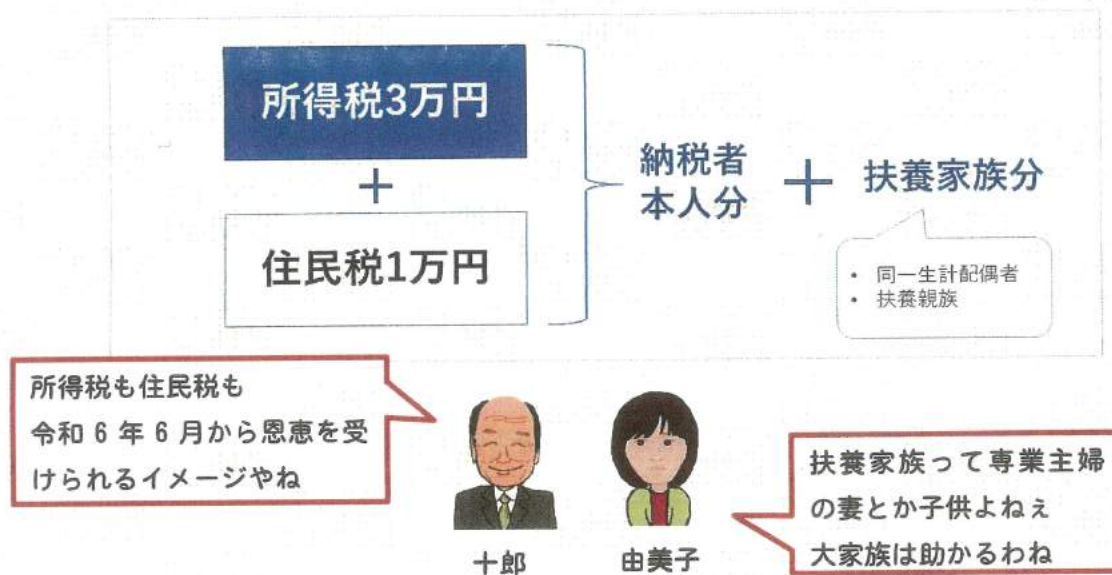 所得税3万円
+
住民税1万円
納税者
本人分
+
扶養家族分
• 同一生計配偶者
• 扶養親族
所得税も住民税も
令和 6 年 6 月から恩恵を受
けられるイメージやね
十郎
由美子
扶養家族って専業主婦
の妻とか子供よねぇ
大家族は助かるわね